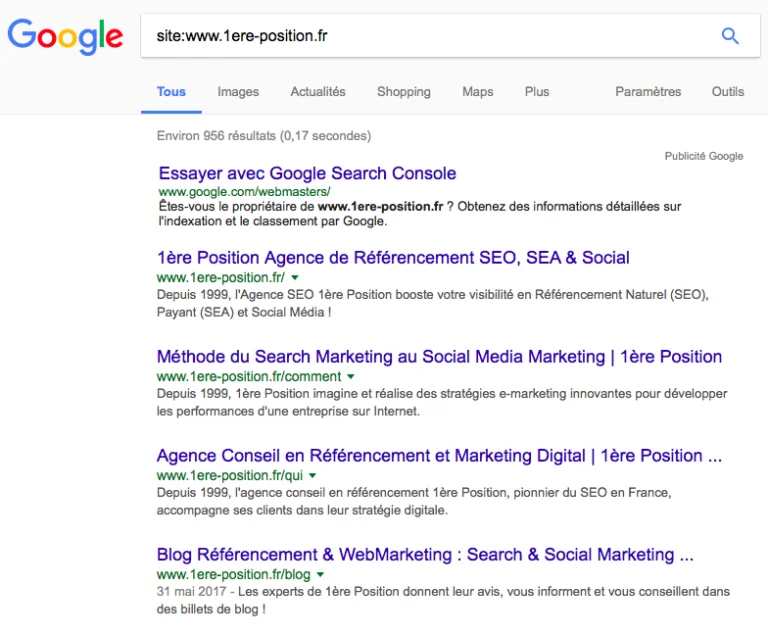 Google
site:www.1ere-position.fr
Tous Images Actualités Shopping Maps Plus Paramètres Outils
Environ 956 résultats (0,17 secondes)
Publicité Google
Essayer avec Google Search Console
www.google.com/webmasters/
Êtes-vous le propriétaire de www.1ere-position.fr ? Obtenez des informations détaillées sur
l'indexation et le classement par Google.
1ère Position Agence de Référencement SEO, SEA & Social
www.1ere-position.fr/
Depuis 1999, l'Agence SEO 1ère Position booste votre visibilité en Référencement Naturel (SEO),
Payant (SEA) et Social Média !
Méthode du Search Marketing au Social Media Marketing | 1ère Position
www.1ere-position.fr/comment
Depuis 1999, 1ère Position imagine et réalise des stratégies e-marketing innovantes pour développer
les performances d'une entreprise sur Internet.
Agence Conseil en Référencement et Marketing Digital | 1ère Position ...
www.1ere-position.fr/qui
Depuis 1999, l'agence conseil en référencement 1ère Position, pionnier du SEO en France,
accompagne ses clients dans leur stratégie digitale.
Blog Référencement & WebMarketing : Search & Social Marketing ...
www.1ere-position.fr/blog
31 mai 2017 - Les experts de 1ère Position donnent leur avis, vous informent et vous conseillent dans
des billets de blog !